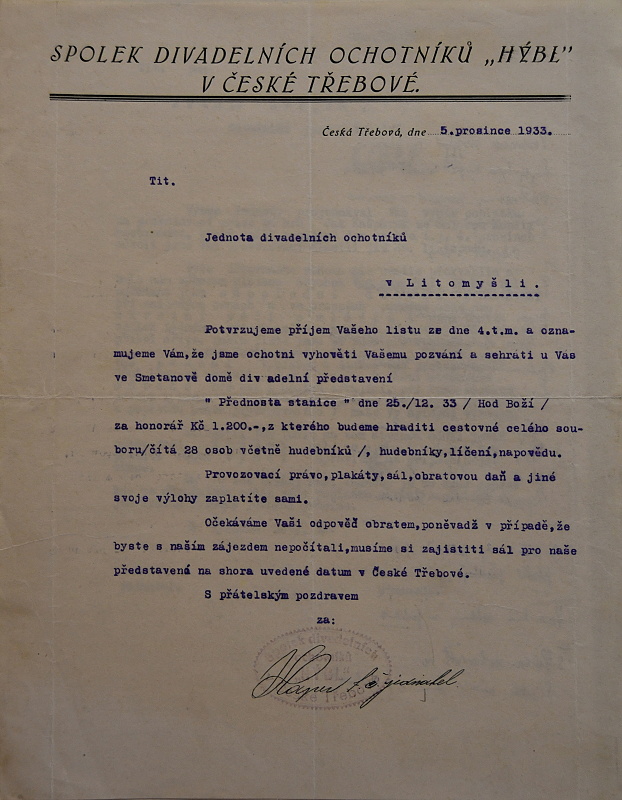 SPOLEK DIVADELNÍCH OCHOTNÍKŮ „HÝBL”
V ČESKÉ TŘEBOVÉ.
Česká Třebová, dne 5.prosince 1933.
Tit.
Jednota divadelních ochotníků
v Litomyšli.
Potvrzujeme příjem Vašeho listu ze dne 4.t.m. a ozna-
mujeme Vám,že jsme ochotni vyhověti Vašemu pozvání a sehráti u Vás
ve Smetanově domě div adelní představení
" Přednosta stanice " dne 25./12. 33 / Hod Boží /
za honorář Kč 1.200.-,z kterého budeme hraditi cestovné celého sou-
boru/čítá 28 osob včetně hudebníků /, hudebníky,líčení,napovědu.
Provozovací právo,plakáty,sál,obratovou daň a jiné
svoje výlohy zaplatíte sami.
Očekáváme Vaši odpověď obratem,poněvadž v případě,že
byste s naším zájezdem nepočítali,musíme si zajistiti sál pro naše
představená na shora uvedené datum v České Třebové.
S přátelským pozdravem
za:
jednatel.